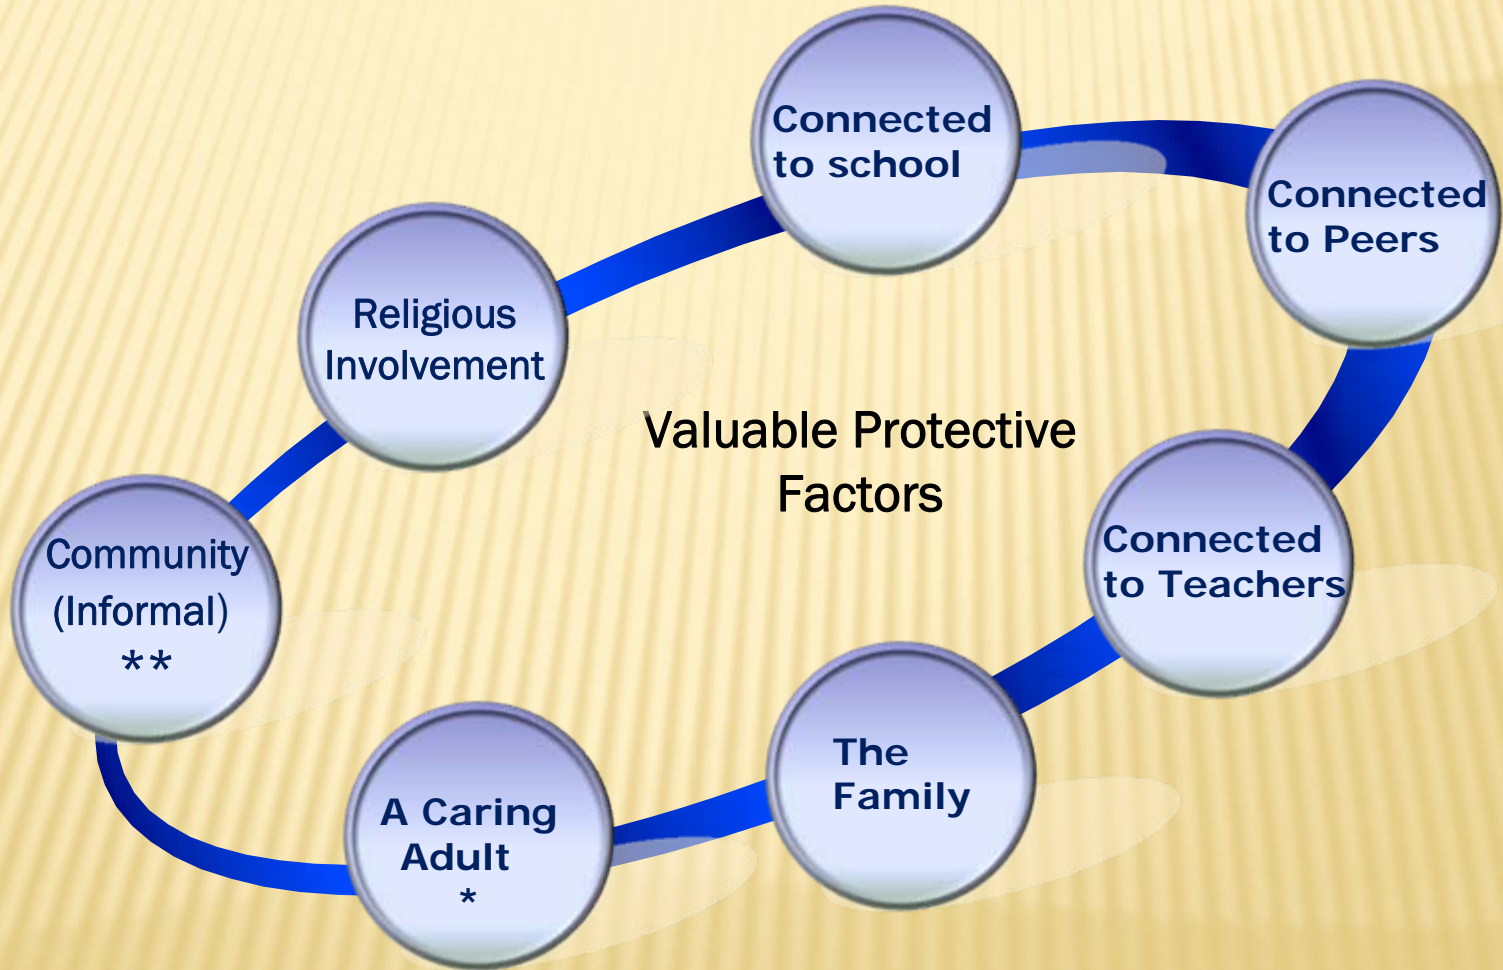 Connected
to school
Connected
to Peers
Religious
Involvement
Valuable Protective
Factors
Connected
to Teachers
Community
(Informal)
**
The
Family
A Caring
Adult
*